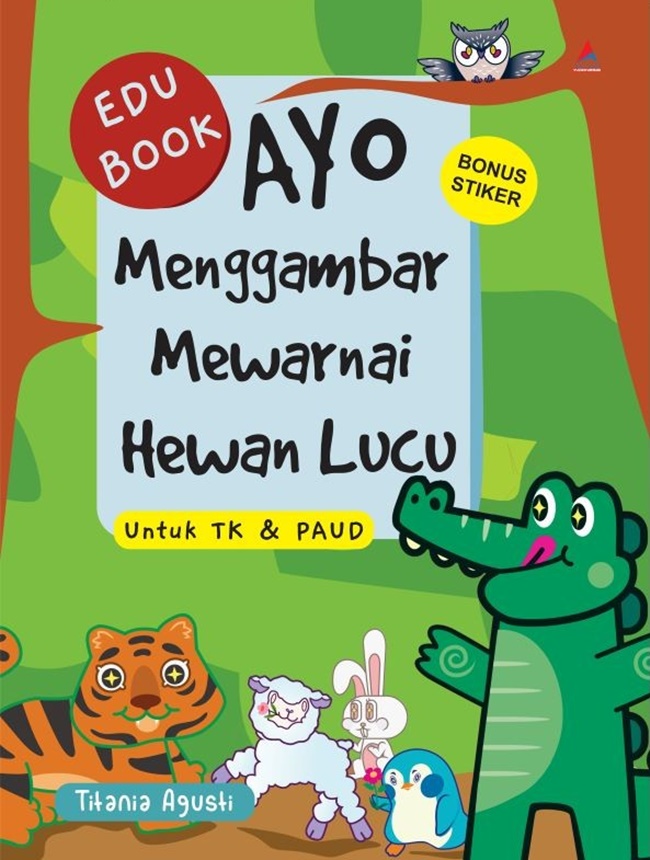 EDU
BOOK
AYO
BONUS
STIKER
Menggambar
Mewarnai
Hewan Lucu
Untuk TK & PAUD
Titania Agusti